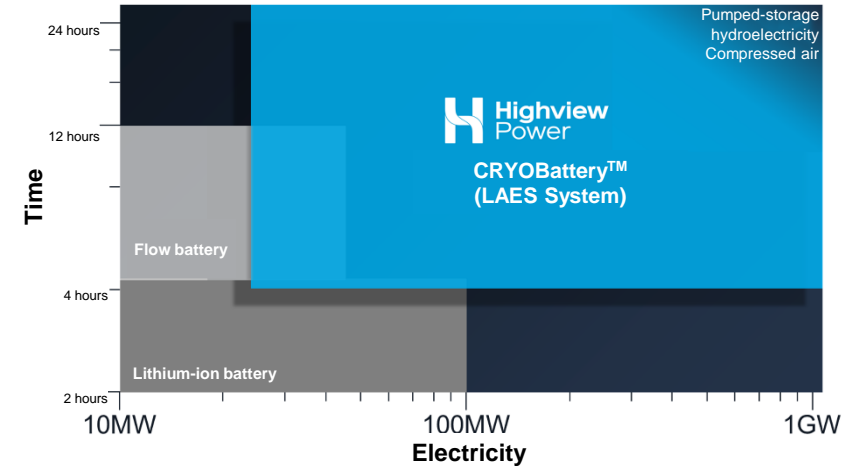 24 hours
12 hours
4 hours
2 hours
Time
Pumped-storage
hydroelectricity
Compressed air
Highview
Power
CRYOBattery™
(LAES System)
Flow battery
Lithium-ion battery
10MW
100MW
1GW
Electricity